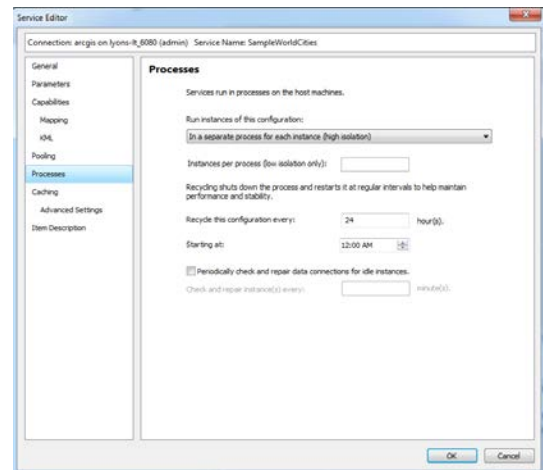 Service Editor
Connection: arcgis on lyons-lt_6080 (admin) Service Name: SampleWorldCities
General
Parameters
Capabilities
Mapping
KML
Pooling
Processes
Caching
Advanced Settings
Item Description
Processes
Services run in processes on the host machines.
Run instances of this configuration:
In a separate process for each instance (high isolation)
Instances per process (low isolation only):
Recycling shuts down the process and restarts it at regular intervals to help maintain
performance and stability.
Recycle this configuration every: 24 hour(s).
Starting at: 12:00 AM
Periodically check and repair data connections for idle instances.
Check and repair instance(s) every: minute(s).
OK Cancel